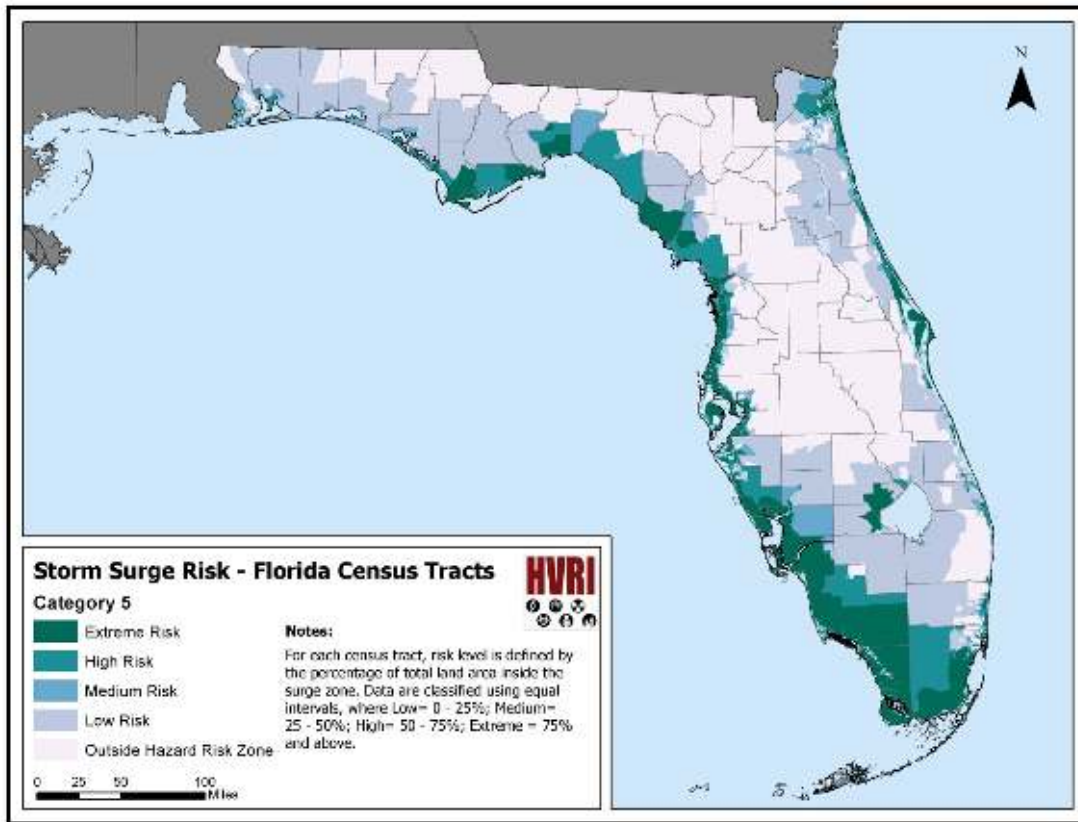 N
Storm Surge Risk - Florida Census Tracts
HVRI
Category 5
Extreme Risk
High Risk
Medium Risk
Low Risk
Outside Hazard Risk Zone
Notes:
For each census tract, risk level is defined by
the percentage of total land area inside the
surge zone. Data are classified using equal
intervals, where Low= 0 - 25%; Medium=
25 - 50%; High= 50 - 75%; Extreme = 75%
and above.
0 25 50 100
Miles